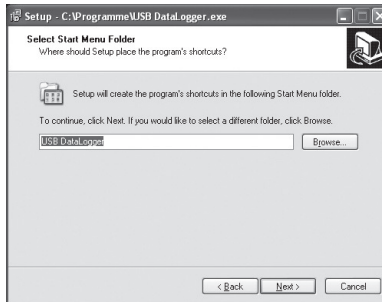 Setup - C:\Programme\USB DataLogger.exe
Select Start Menu Folder
Where should Setup place the program's shortcuts?
Setup will create the program's shortcuts in the following Start Menu folder.
To continue, click Next. If you would like to select a different folder, click Browse.
USB DataLogger
Browse...
< Back
Next >
Cancel